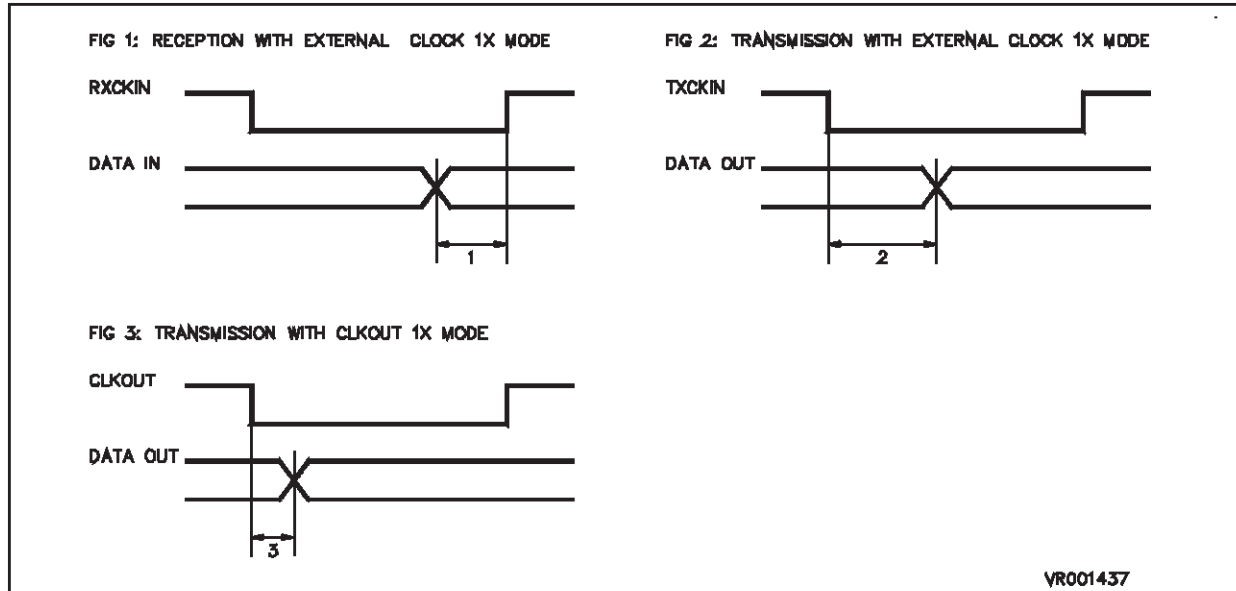 FIG 1: RECEPTION WITH EXTERNAL CLOCK 1X MODE
RXCKIN
DATA IN
1
FIG 2: TRANSMISSION WITH EXTERNAL CLOCK 1X MODE
TXCKIN
DATA OUT
2
FIG 3: TRANSMISSION WITH CLKOUT 1X MODE
CLKOUT
DATA OUT
3
VR001437